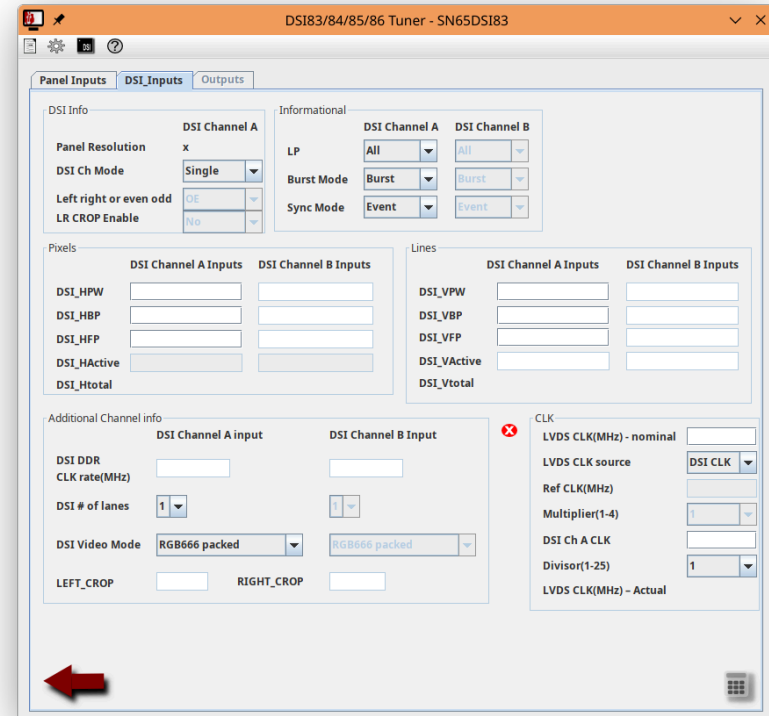 DSI83/84/85/86 Tuner - SN65DSI83
DSI
Panel Inputs DSI_Inputs Outputs
DSI Info
DSI Channel A
Panel Resolution x
DSI Ch Mode Single
Left right or even odd OE
LR CROP Enable No
Informational
DSI Channel A DSI Channel B
LP All All
Burst Mode Burst Burst
Sync Mode Event Event
Pixels
DSI Channel A Inputs DSI Channel B Inputs
DSI_HPW
DSI_HBP
DSI_HFP
DSI_HActive
DSI_Htotal
Lines
DSI Channel A Inputs DSI Channel B Inputs
DSI_VPW
DSI_VBP
DSI_VFP
DSI_VActive
DSI_Vtotal
Additional Channel info
DSI Channel A input DSI Channel B Input
DSI DDR
CLK rate(MHz)
DSI # of lanes 1 1
DSI Video Mode RGB666 packed RGB666 packed
LEFT_CROP RIGHT_CROP
CLK
LVDS CLK(MHz) - nominal
LVDS CLK source DSI CLK
Ref CLK(MHz)
Multiplier(1-4) 1
DSI Ch A CLK
Divisor(1-25) 1
LVDS CLK(MHz) – Actual